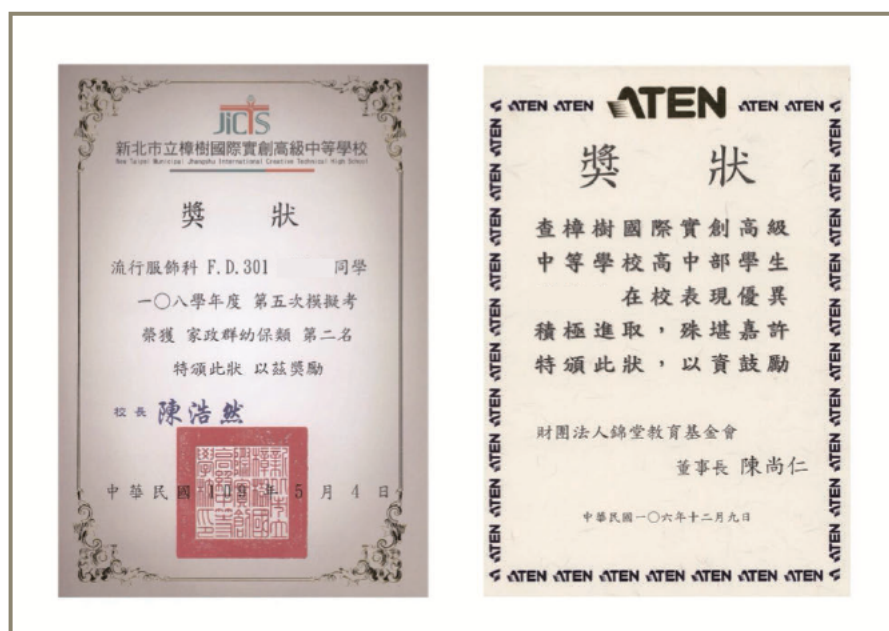 JiCTS
新北市立樟樹國際實創高級中等學校
New Taipei Municipal Jhangshu International Creative Technical High School
獎 狀
流行服飾科 F.D.301 同學
一〇八學年度 第五次模擬考
榮獲 家政群幼保類 第二名
特頒此狀 以茲獎勵
校長 陳浩然
中華民國 109 年 5 月 4 日
ATEN ATEN ATEN ATEN ATEN
獎 狀
查樟樹國際實創高級
中等學校高中部學生
在校表現優異
積極進取,殊堪嘉許
特頒此狀,以資鼓勵
財團法人錦堂教育基金會
董事長 陳尚仁
中華民國一〇六年十二月九日
ATEN ATEN ATEN ATEN ATEN ATEN ATEN